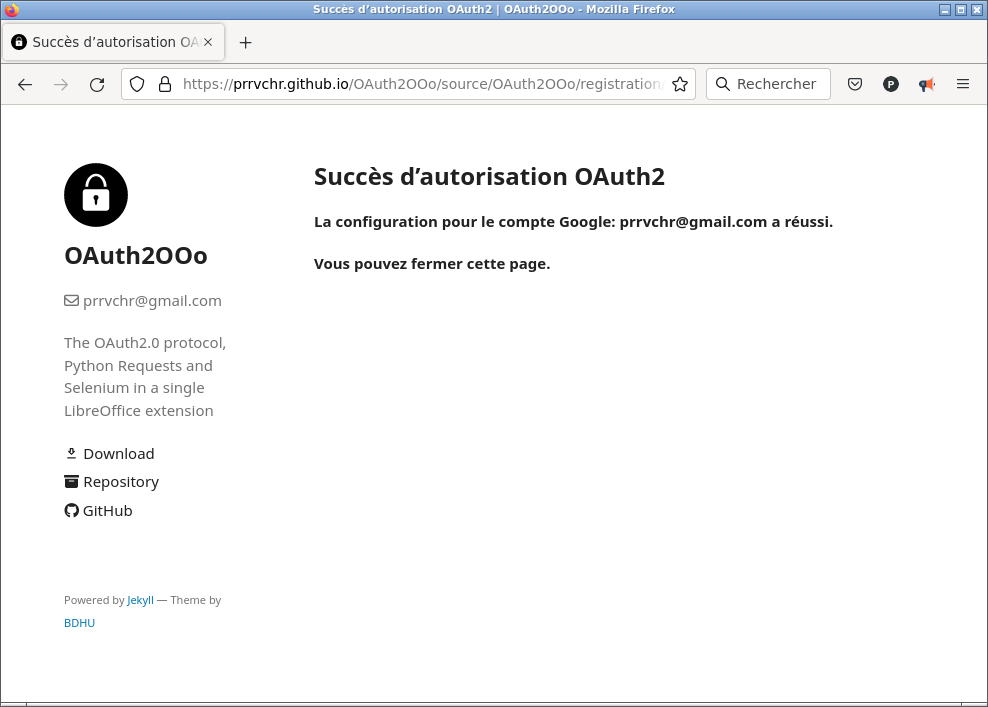 Succès d’autorisation OAuth2 | OAuth2OOo - Mozilla Firefox
Succès d’autorisation OA
https://prrvchr.github.io/OAuth2OOo/source/OAuth2OOo/registration/
Rechercher
P
Succès d’autorisation OAuth2
La configuration pour le compte Google: prrvchr@gmail.com a réussi.
Vous pouvez fermer cette page.
OAuth2OOo
prrvchr@gmail.com
The OAuth2.0 protocol,
Python Requests and
Selenium in a single
LibreOffice extension
Download
Repository
GitHub
Powered by Jekyll — Theme by
BDHU